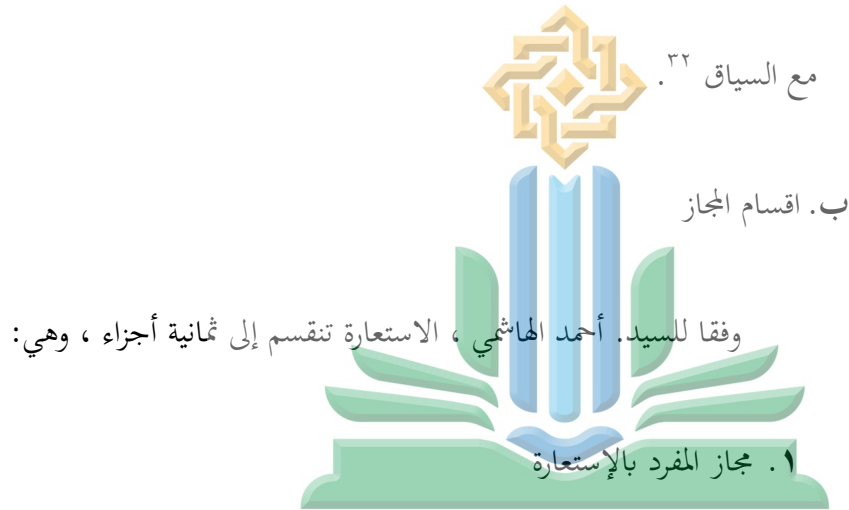 مع السياق ٣٢.
ب. اقسام المجاز
وفقا للسيد. أحمد الهاشمي ، الاستعارة تنقسم إلى ثمانية أجزاء ، وهي:
١. مجاز المفرد بالإستعارة